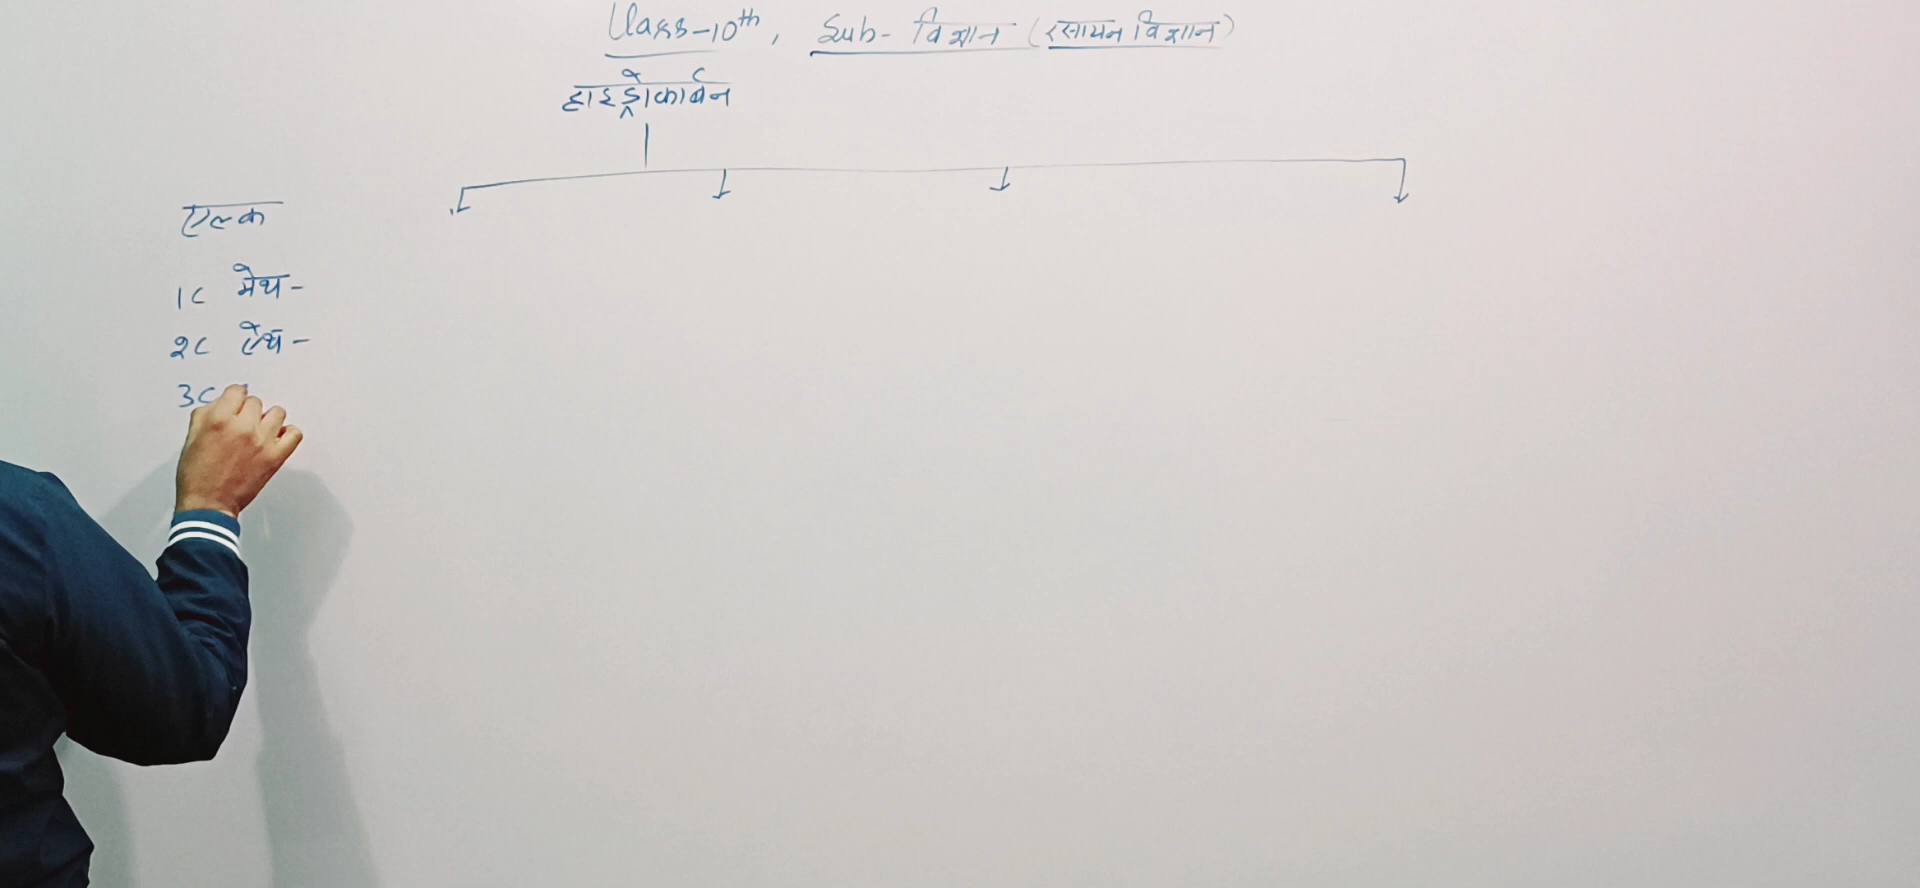 Class-10th, Sub- विज्ञान (रसायन विज्ञान)
हाइड्रोकार्बन
एल्क
1C मेथ-
2C ऐथ-
3C